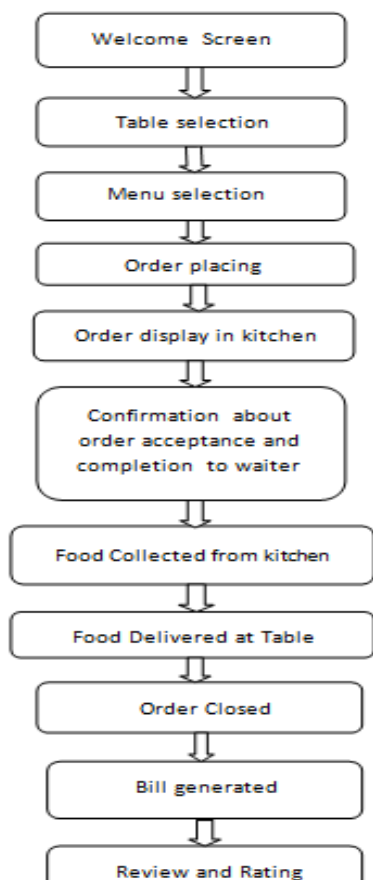 Welcome Screen
Table selection
Menu selection
Order placing
Order display in kitchen
Confirmation about
order acceptance and
completion to waiter
Food Collected from kitchen
Food Delivered at Table
Order Closed
Bill generated
Review and Rating